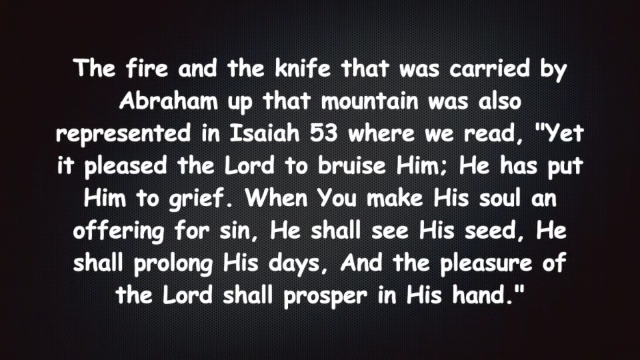 The fire and the knife that was carried by
Abraham up that mountain was also
represented in Isaiah 53 where we read, "Yet
it pleased the Lord to bruise Him; He has put
Him to grief. When You make His soul an
offering for sin, He shall see His seed, He
shall prolong His days, And the pleasure of
the Lord shall prosper in His hand."